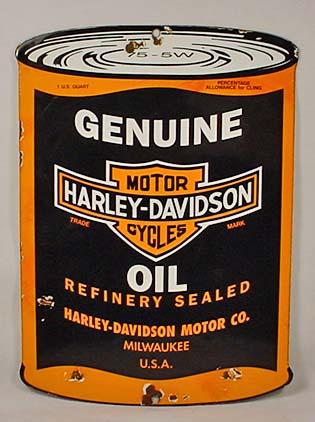 75-5W
1 U.S. QUART
PERCENTAGE
ALLOWANCE for CLING
GENUINE
MOTOR
HARLEY-DAVIDSON
TRADE MARK
CYCLES
OIL
REFINERY SEALED
HARLEY-DAVIDSON MOTOR CO.
MILWAUKEE
U.S.A.